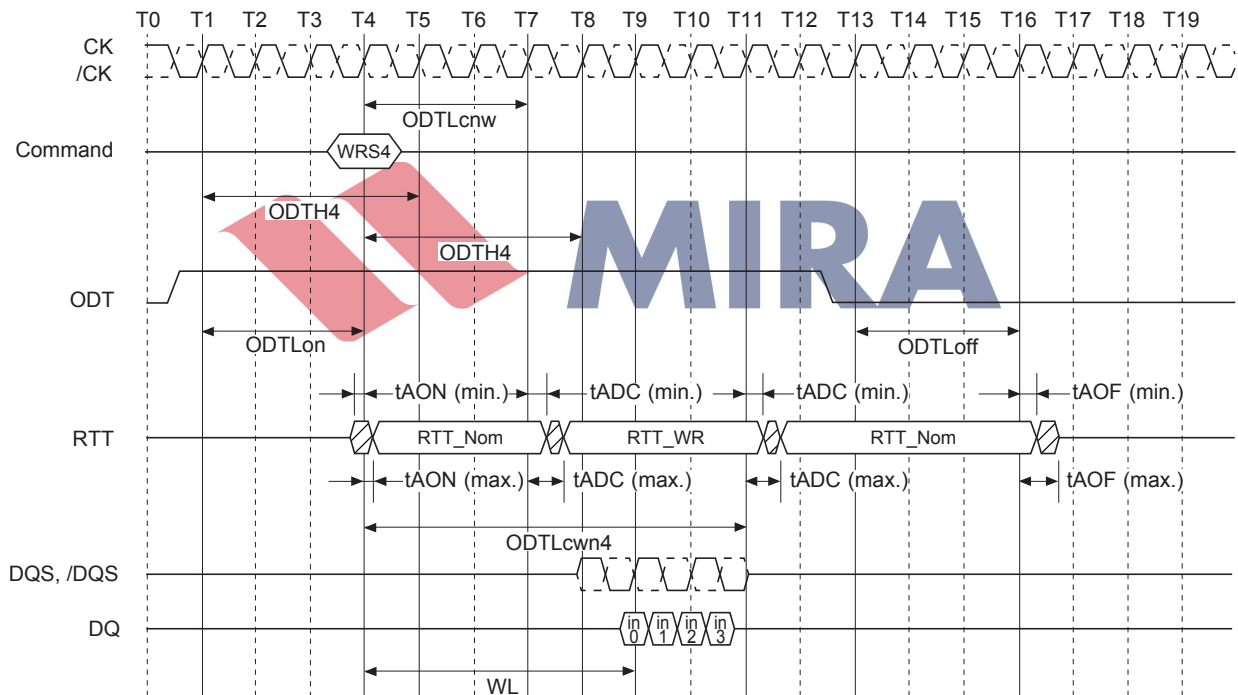 T0 T1 T2 T3 T4 T5 T6 T7 T8 T9 T10 T11 T12 T13 T14 T15 T16 T17 T18 T19
CK
/CK
ODTLcnw
Command WRS4
ODTH4
ODTH4
MIRA
ODT
ODTLon ODTLoff
tAON (min.) tADC (min.) tADC (min.) tAOF (min.)
RTT RTT_Nom RTT_WR RTT_Nom
tAON (max.) tADC (max.) tADC (max.) tAOF (max.)
ODTLcwn4
DQS, /DQS
DQ in 0 in 1 in 2 in 3
WL